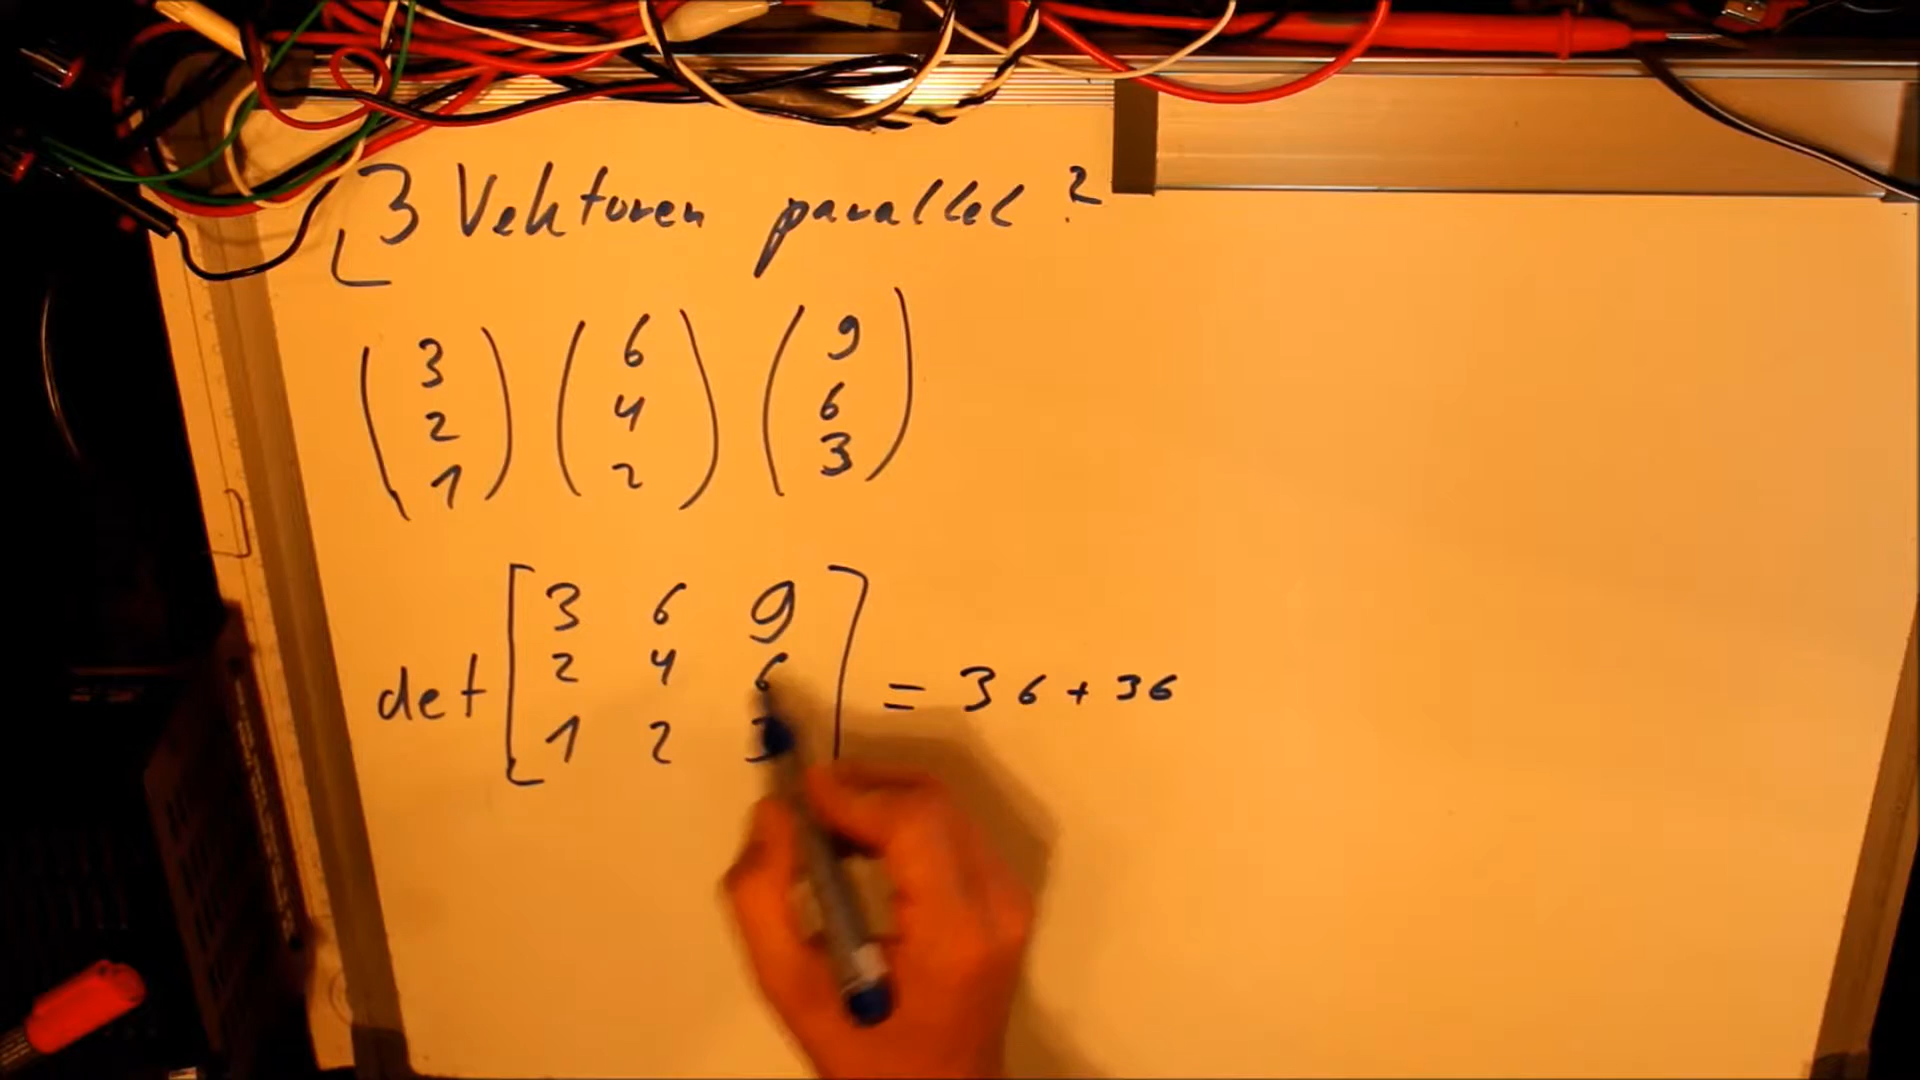 3 Vektoren parallel?
( 3 ) ( 6 ) ( 9 )
( 2 ) ( 4 ) ( 6 )
( 1 ) ( 2 ) ( 3 )
3 6 9
2 4 6
det [ ] = 36 + 36
1 2 3